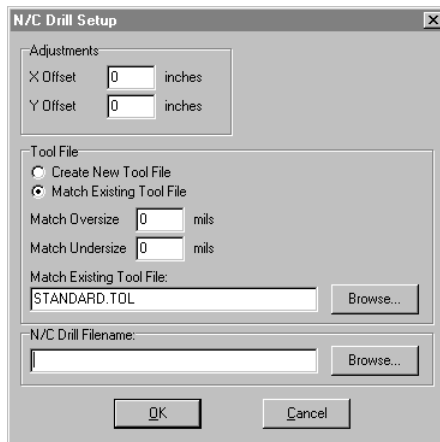 N/C Drill Setup
Adjustments
X Offset 0 inches
Y Offset 0 inches
Tool File
Create New Tool File
Match Existing Tool File
Match Oversize 0 mils
Match Undersize 0 mils
Match Existing Tool File:
STANDARD.TOL Browse...
N/C Drill Filename:
Browse...
OK Cancel